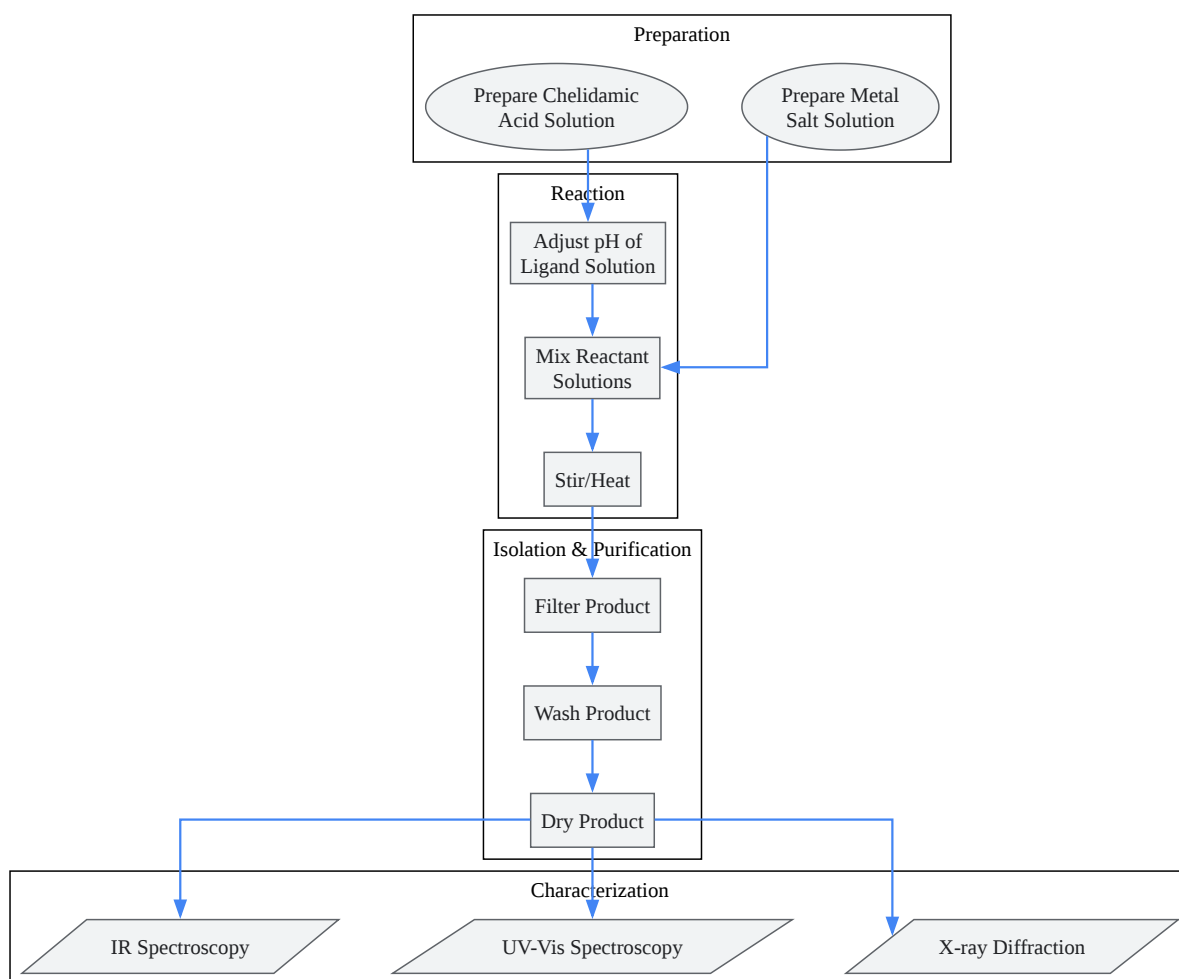 Preparation
Prepare Chelidamic
Acid Solution
Prepare Metal
Salt Solution
Reaction
Adjust pH of
Ligand Solution
Mix Reactant
Solutions
Stir/Heat
Isolation & Purification
Filter Product
Wash Product
Dry Product
Characterization
IR Spectroscopy
UV-Vis Spectroscopy
X-ray Diffraction